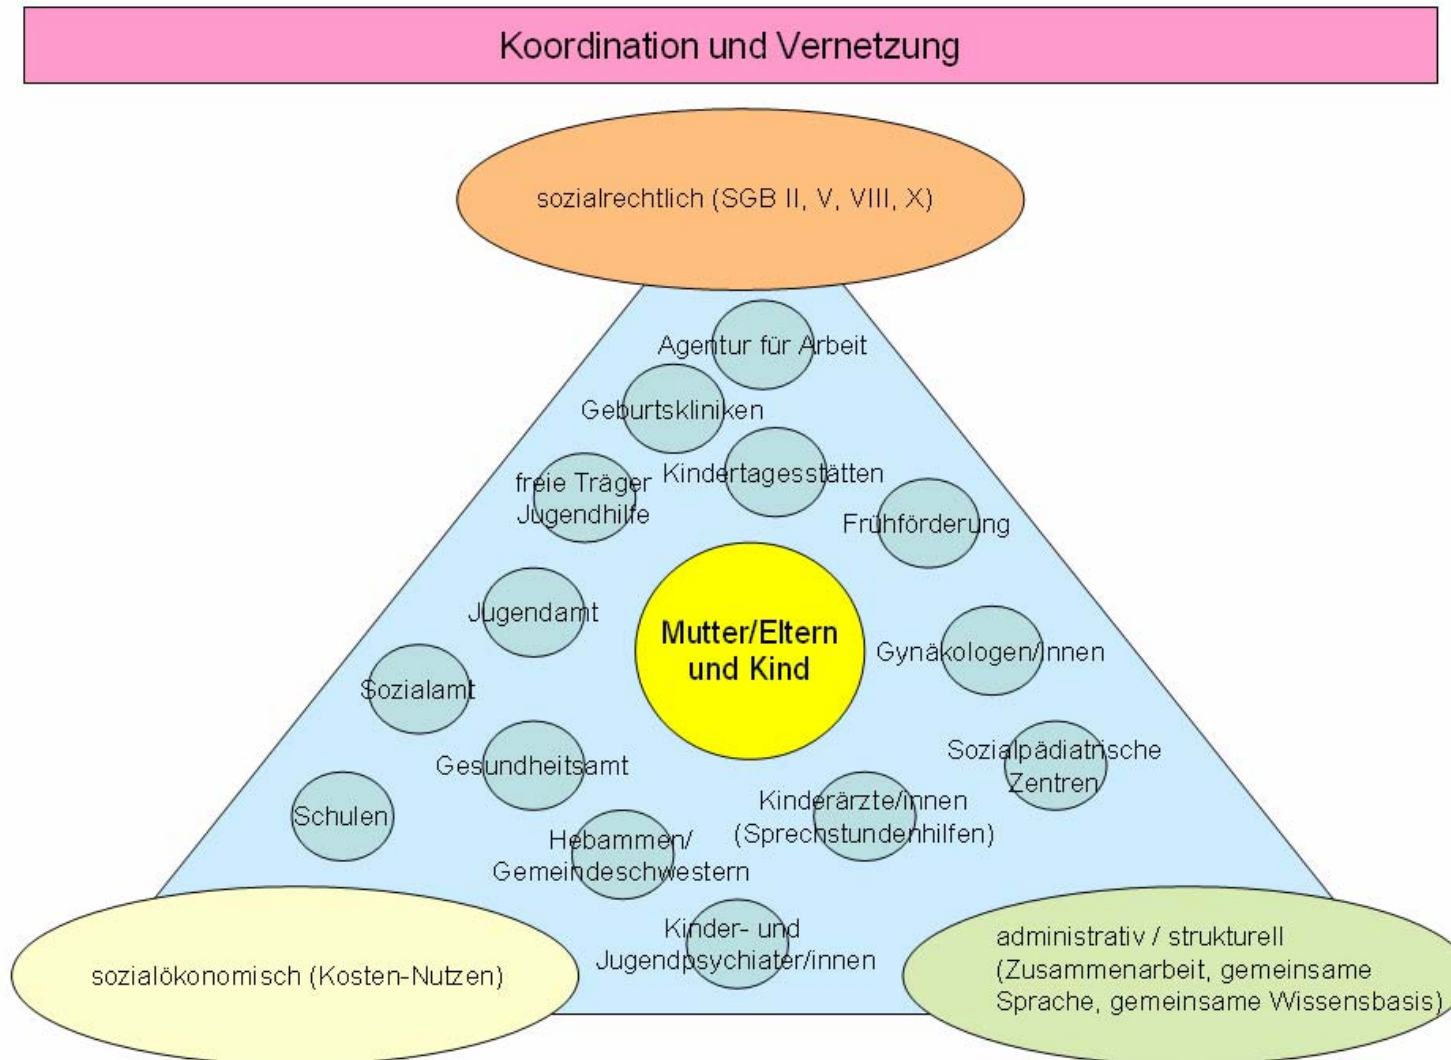 Koordination und Vernetzung
sozialrechtlich (SGB II, V, VIII, X)
Agentur für Arbeit
Geburtskliniken
Kindertagesstätten
freie Träger
Jugendhilfe
Frühförderung
Jugendamt
Mutter/Eltern
und Kind
Gynäkologen/innen
Sozialamt
Gesundheitsamt
Sozialpädiatrische
Zentren
Schulen
Kinderärzte/innen
(Sprechstundenhilfen)
Hebammen/
Gemeindeschwestern
Kinder- und
Jugendpsychiater/innen
sozialökonomisch (Kosten-Nutzen)
administrativ / strukturell
(Zusammenarbeit, gemeinsame
Sprache, gemeinsame Wissensbasis)